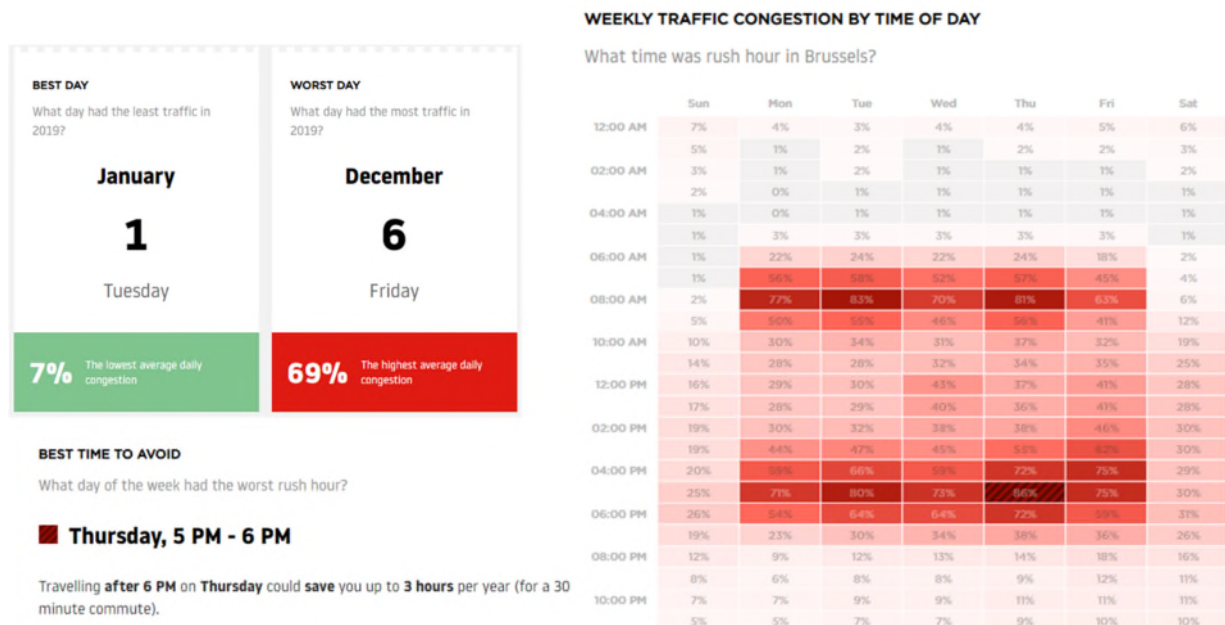 BEST DAY
What day had the least traffic in
2019?
January
1
Tuesday
7%
The lowest average daily
congestion
WORST DAY
What day had the most traffic in
2019?
December
6
Friday
69%
The highest average daily
congestion
BEST TIME TO AVOID
What day of the week had the worst rush hour?
Thursday, 5 PM - 6 PM
Travelling after 6 PM on Thursday could save you up to 3 hours per year (for a 30
minute commute).
WEEKLY TRAFFIC CONGESTION BY TIME OF DAY
What time was rush hour in Brussels?
Sun Mon Tue Wed Thu Fri Sat
12:00 AM 7% 4% 3% 4% 4% 5% 6%
5% 1% 2% 1% 2% 2% 3%
02:00 AM 3% 1% 2% 1% 1% 1% 2%
2% 0% 1% 1% 1% 1% 1%
04:00 AM 1% 0% 1% 1% 1% 1% 1%
1% 3% 3% 3% 3% 3% 1%
06:00 AM 1% 22% 24% 22% 24% 18% 2%
1% 56% 58% 52% 57% 45% 4%
08:00 AM 2% 77% 83% 70% 81% 63% 6%
5% 50% 55% 46% 56% 41% 12%
10:00 AM 10% 30% 34% 31% 37% 32% 19%
14% 28% 28% 32% 34% 35% 25%
12:00 PM 16% 29% 30% 43% 37% 41% 28%
17% 28% 29% 40% 36% 41% 28%
02:00 PM 19% 30% 32% 38% 38% 46% 30%
19% 44% 47% 45% 53% 62% 30%
04:00 PM 20% 59% 66% 59% 72% 75% 29%
25% 71% 80% 73% 86% 75% 30%
06:00 PM 26% 54% 64% 64% 72% 59% 31%
19% 23% 30% 34% 38% 36% 26%
08:00 PM 12% 9% 12% 13% 14% 18% 16%
8% 6% 8% 8% 9% 12% 11%
10:00 PM 7% 7% 9% 9% 11% 11% 11%
5% 5% 7% 7% 9% 10% 10%